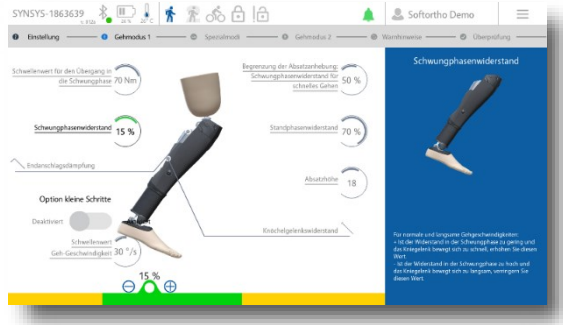 SYNSYS-1863639
Softortho Demo
Einstellung
Gehmodus 1
Spezialmodi
Gehmodus 2
Warnhinweise
Überprüfung
Schwellenwert für den Übergang in
die Schwungphase
70 Nm
Begrenzung der Absatzanhebung:
Schwungphasenwiderstand für
schnelles Gehen
50 %
Schwungphasenwiderstand
15 %
Standphasenwiderstand
70 %
Endanschlagsdämpfung
Absatzhöhe
18
Option kleine Schritte
Deaktiviert
Knöchelgelenkswiderstand
Schwellenwert
Geh-Geschwindigkeit
30 °/s
15 %
Schwungphasenwiderstand
Für normale und langsame Gehgeschwindigkeiten:
+ Ist der Widerstand in der Schwungphase zu gering und
das Kniegelenk bewegt sich zu schnell, erhöhen Sie diesen
Wert.
- Ist der Widerstand in der Schwungphase zu hoch und
das Kniegelenk bewegt sich zu langsam, verringern Sie
diesen Wert.